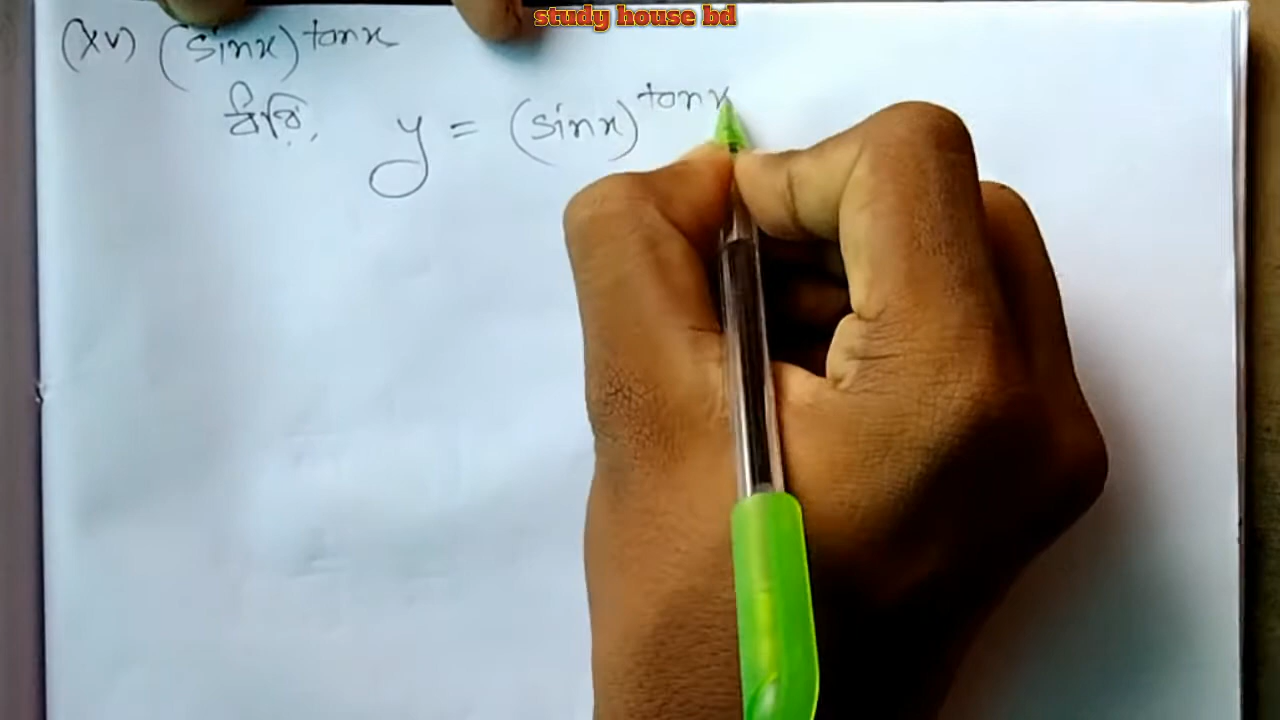 study house bd
(xv) (sinx)^tanx
ধরি, y = (sinx)^tanx